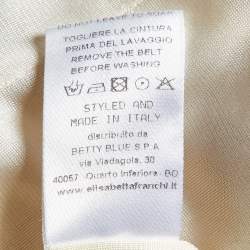 DO NOT LEAVE TO SOAK
TOGLIERE LA CINTURA
PRIMA DEL LAVAGGIO
REMOVE THE BELT
BEFORE WASHING
STYLED AND
MADE IN ITALY
distribuito da
BETTY BLUE S.P.A
via Viadagola, 30
40057 Quarto Inferiore - BO
www.elisabettafranchi.it